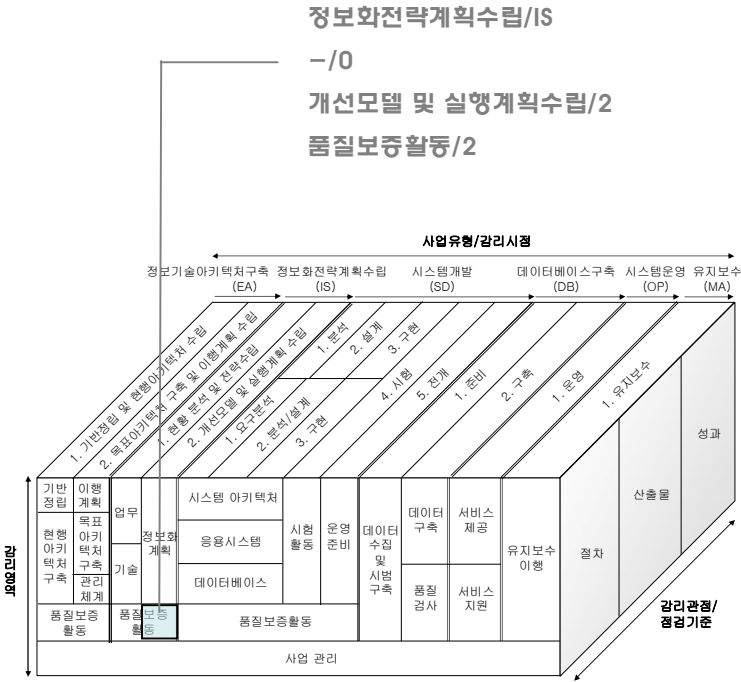 정보화전략계획수립/IS
-/0
개선모델 및 실행계획수립/2
품질보증활동/2
사업유형/감리시점
정보기술아키텍처구축
(EA)
정보화전략계획수립
(IS)
시스템개발
(SD)
데이터베이스구축
(DB)
시스템운영
(OP)
유지보수
(MA)
1. 기반정립 및 현행아키텍처 수립
2. 목표아키텍처 구축 및 이행계획 수립
1. 현황 분석 및 전략수립
2. 개선모델 및 실행계획 수립
1. 분석
2. 설계
3. 구현
1. 요구분석
2. 분석/설계
3. 구현
4. 시험
5. 전개
1. 준비
2. 구축
1. 운영
1. 유지보수
감리영역
기반
정립
이행
계획
현행
아키
텍처
구축
목표
아키
텍처
구축
관리
체계
업무
기술
정보화
계획
시스템 아키텍처
응용시스템
데이터베이스
시험
활동
운영
준비
데이터
수집
및
시범
구축
데이터
구축
품질
검사
서비스
제공
서비스
지원
유지보수
이행
품질보증
활동
품질보증
활동
품질보증활동
사업 관리
절차
산출물
성과
감리관점/
점검기준